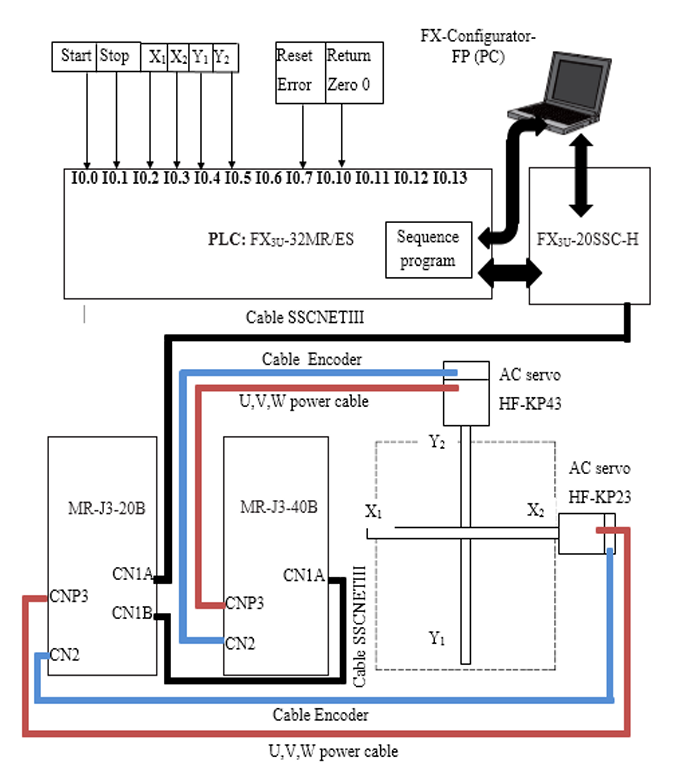 FX-Configurator-
FP (PC)
Start Stop X1 X2 Y1 Y2
Reset Return
Error Zero 0
I0.0 I0.1 I0.2 I0.3 I0.4 I0.5 I0.6 I0.7 I0.10 I0.11 I0.12 I0.13
PLC: FX3U-32MR/ES
Sequence
program
FX3U-20SSC-H
Cable SSCNETIII
Cable Encoder
U,V,W power cable
AC servo
HF-KP43
Y2
AC servo
HF-KP23
X1
X2
Y1
MR-J3-20B
CN1A
CN1B
CNP3
CN2
MR-J3-40B
CN1A
CNP3
CN2
Cable SSCNETIII
Cable Encoder
U,V,W power cable